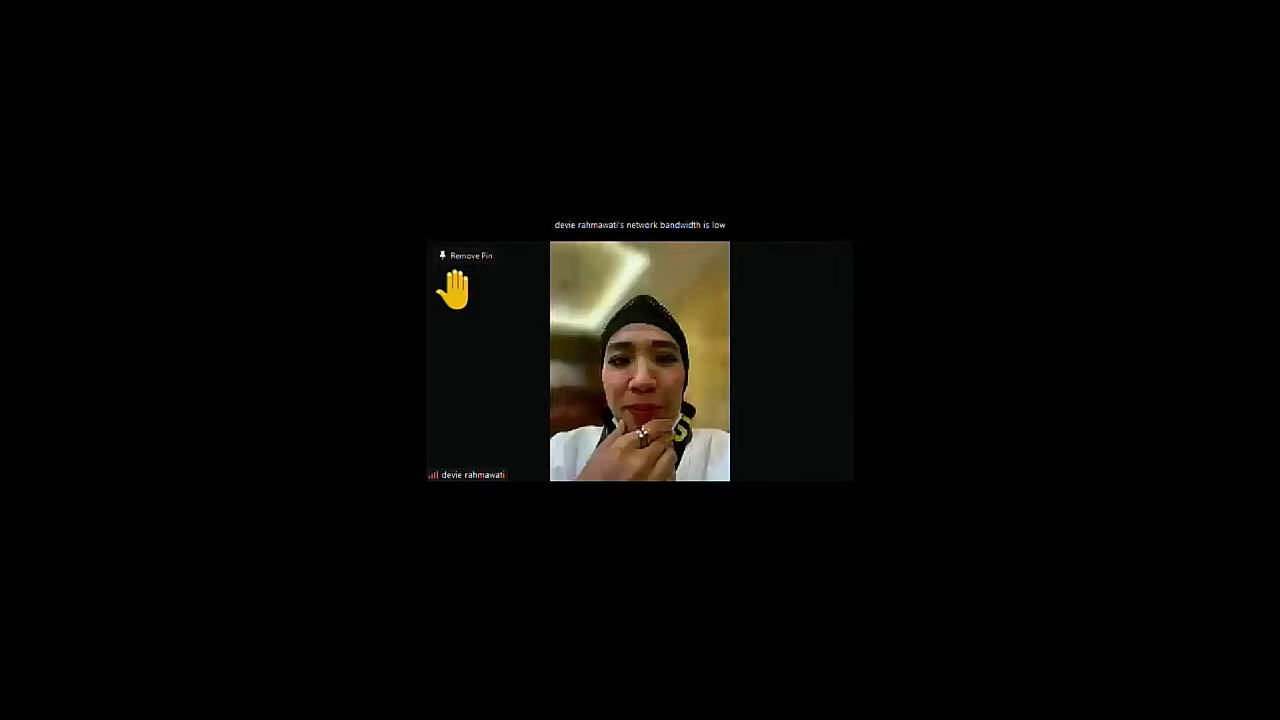 devie rahmawati's network bandwidth is low
Remove Pin
devie rahmawati